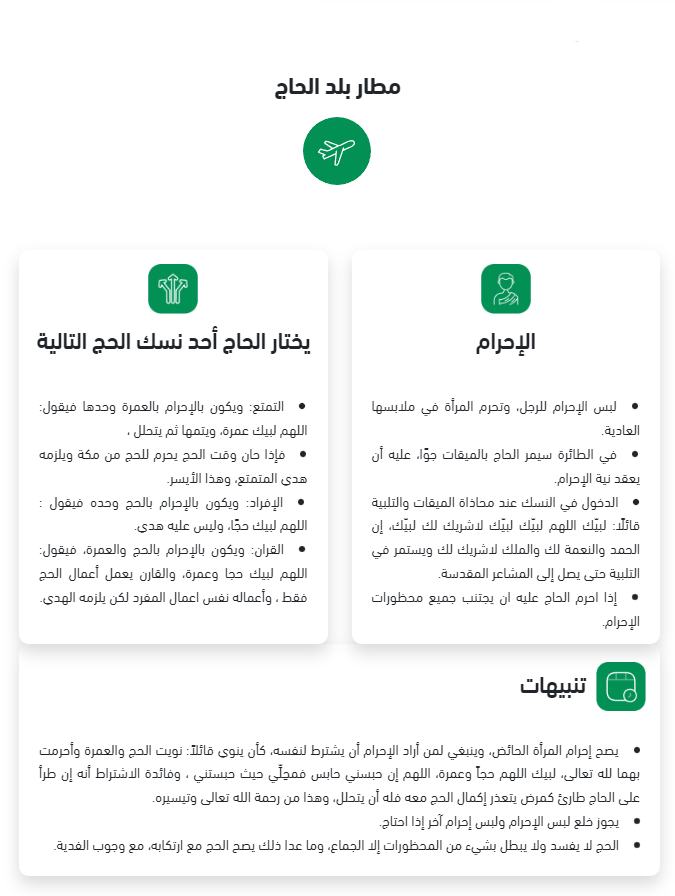 مطار بلد الحاج
الإحرام
• لبس الإحرام للرجل، وتحرم المرأة في ملابسها
العادية.
• في الطائرة سيمر الحاج بالميقات جوًا، عليه أن
يعقد نية الإحرام.
• الدخول في النسك عند محاذاة الميقات والتلبية
قائلًا: لبيّك اللهم لبيّك لبيّك لاشريك لك لبيّك، إن
الحمد والنعمة لك والملك لاشريك لك ويستمر في
التلبية حتى يصل إلى المشاعر المقدسة.
• إذا احرم الحاج عليه ان يجتنب جميع محظورات
الإحرام.
يختار الحاج أحد نسك الحج التالية
• التمتع: ويكون بالإحرام بالعمرة وحدها فيقول:
اللهم لبيك عمرة، ويتمها ثم يتحلل ،
• فإذا حان وقت الحج يحرم للحج من مكة ويلزمه
هدي المتمتع، وهذا الأيسر.
• الإفراد: ويكون بالإحرام بالحج وحده فيقول :
اللهم لبيك حجًا، وليس عليه هدي.
• القران: ويكون بالإحرام بالحج والعمرة، فيقول:
اللهم لبيك حجا وعمرة، والقارن يعمل أعمال الحج
فقط ، وأعماله نفس اعمال المفرد لكن يلزمه الهدي.
تنبيهات
• يصح إحرام المرأة الحائض، وينبغي لمن أراد الإحرام أن يشترط لنفسه، كأن ينوي قائلاً: نويت الحج والعمرة وأحرمت
بهما لله تعالى، لبيك اللهم حجاً وعمرة، اللهم إن حبسني حابس فمحِلَّي حيث حبستني ، وفائدة الاشتراط أنه إن طرأ
على الحاج طارئ كمرض يتعذر إكمال الحج معه فله أن يتحلل، وهذا من رحمة الله تعالى وتيسيره.
• يجوز خلع لبس الإحرام ولبس إحرام آخر إذا احتاج.
• الحج لا يفسد ولا يبطل بشيء من المحظورات إلا الجماع، وما عدا ذلك يصح الحج مع ارتكابه، مع وجوب الفدية.